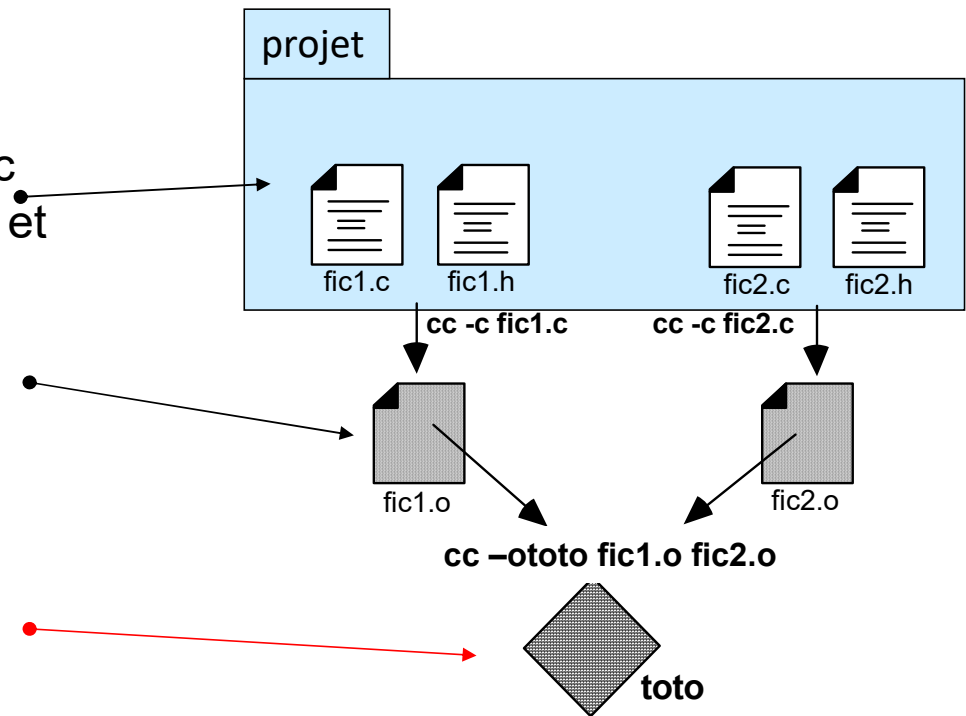 projet
c
et
fic1.c fic1.h fic2.c fic2.h
cc -c fic1.c cc -c fic2.c
fic1.o fic2.o
cc –ototo fic1.o fic2.o
toto